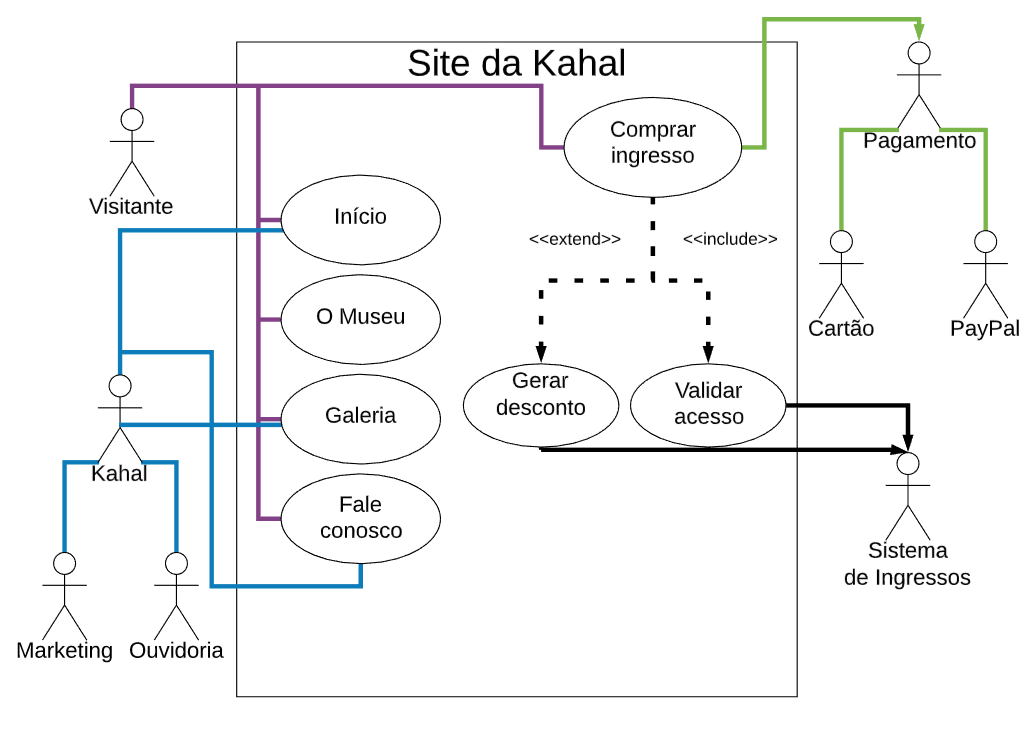 Site da Kahal
Comprar
ingresso
Pagamento
Visitante
Início
<<extend>>
<<include>>
O Museu
Cartão
PayPal
Gerar
desconto
Validar
acesso
Galeria
Kahal
Fale
conosco
Sistema
de Ingressos
Marketing
Ouvidoria